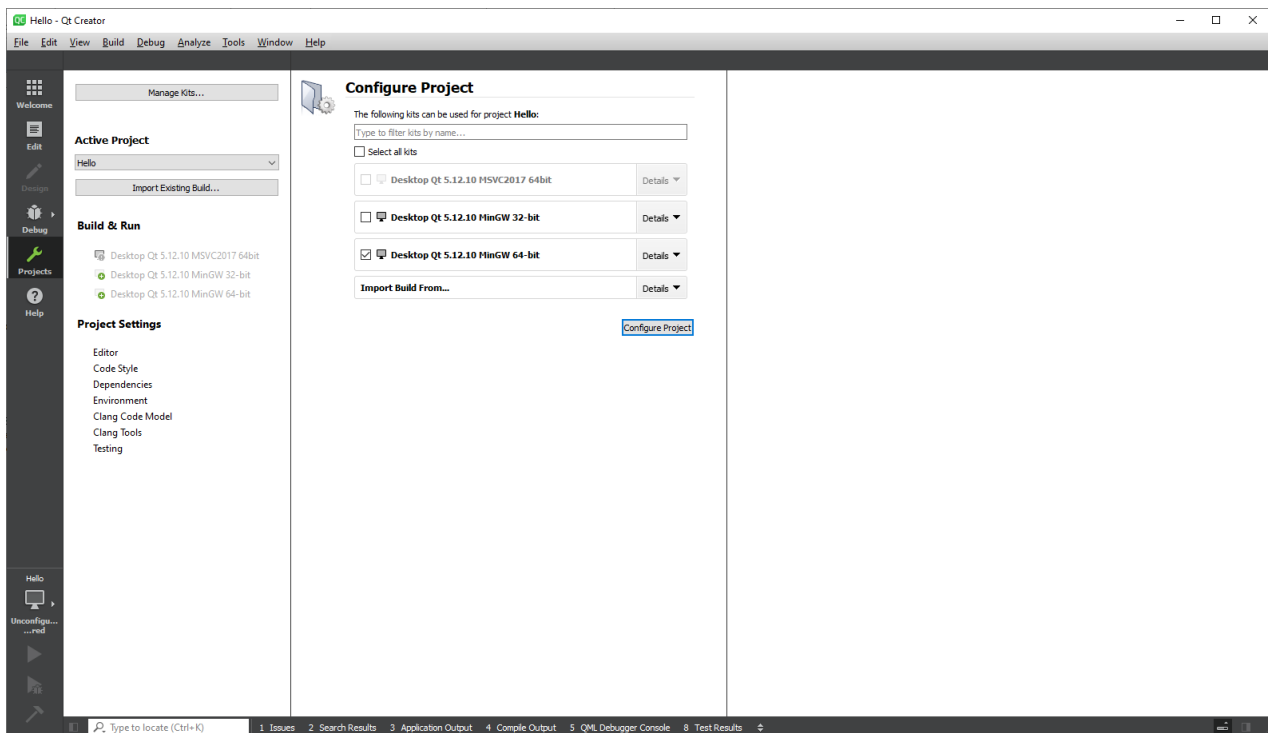 QC Hello - Qt Creator
File Edit View Build Debug Analyze Tools Window Help
Welcome
Edit
Design
Debug
Projects
Help
Hello
Unconfigu...
...red
Manage Kits...
Active Project
Hello
Import Existing Build...
Build & Run
Desktop Qt 5.12.10 MSVC2017 64bit
Desktop Qt 5.12.10 MinGW 32-bit
Desktop Qt 5.12.10 MinGW 64-bit
Project Settings
Editor
Code Style
Dependencies
Environment
Clang Code Model
Clang Tools
Testing
Configure Project
The following kits can be used for project Hello:
Type to filter kits by name...
Select all kits
Desktop Qt 5.12.10 MSVC2017 64bit Details
Desktop Qt 5.12.10 MinGW 32-bit Details
Desktop Qt 5.12.10 MinGW 64-bit Details
Import Build From... Details
Configure Project
Type to locate (Ctrl+K) 1 Issues 2 Search Results 3 Application Output 4 Compile Output 5 QML Debugger Console 8 Test Results